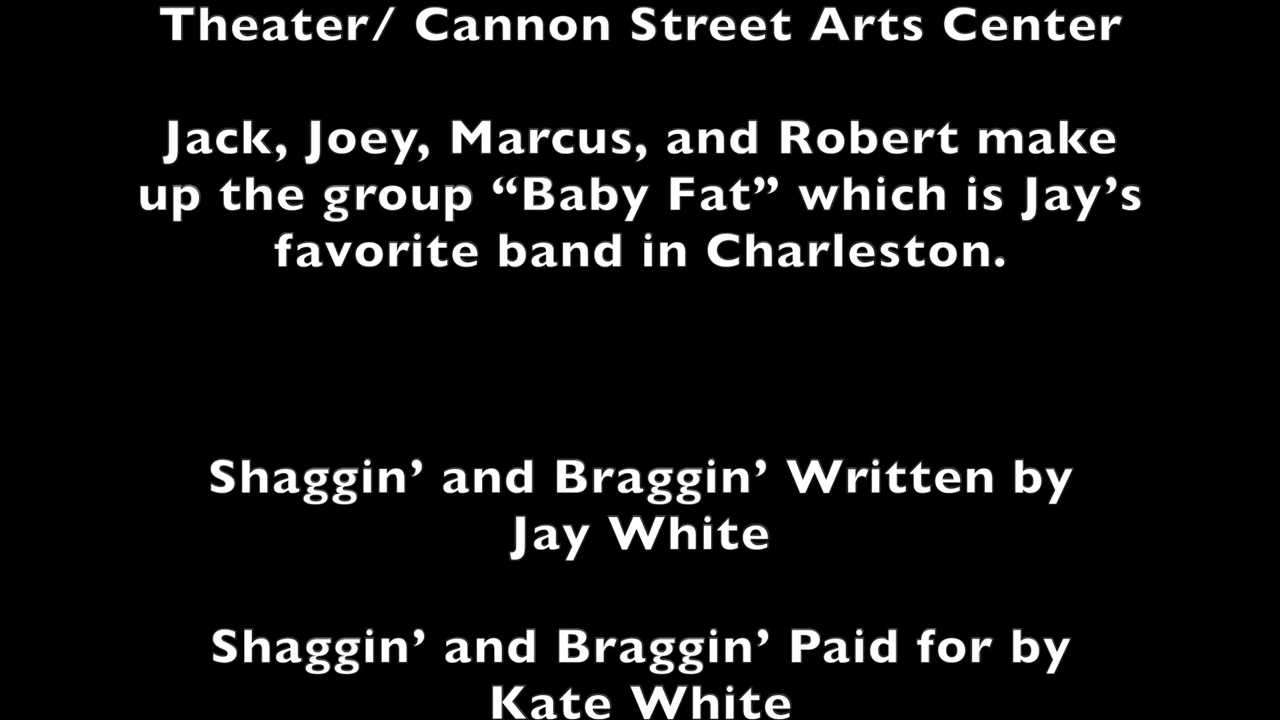 Theater/ Cannon Street Arts Center
Jack, Joey, Marcus, and Robert make
up the group “Baby Fat” which is Jay’s
favorite band in Charleston.
Shaggin’ and Braggin’ Written by
Jay White
Shaggin’ and Braggin’ Paid for by
Kate White